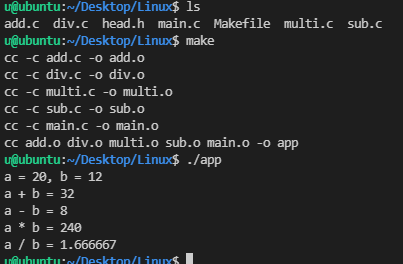 u@ubuntu:~/Desktop/Linux$ ls
add.c  div.c  head.h  main.c  Makefile  multi.c  sub.c
u@ubuntu:~/Desktop/Linux$ make
cc -c add.c -o add.o
cc -c div.c -o div.o
cc -c multi.c -o multi.o
cc -c sub.c -o sub.o
cc -c main.c -o main.o
cc add.o div.o multi.o sub.o main.o -o app
u@ubuntu:~/Desktop/Linux$ ./app
a = 20, b = 12
a + b = 32
a - b = 8
a * b = 240
a / b = 1.666667
u@ubuntu:~/Desktop/Linux$